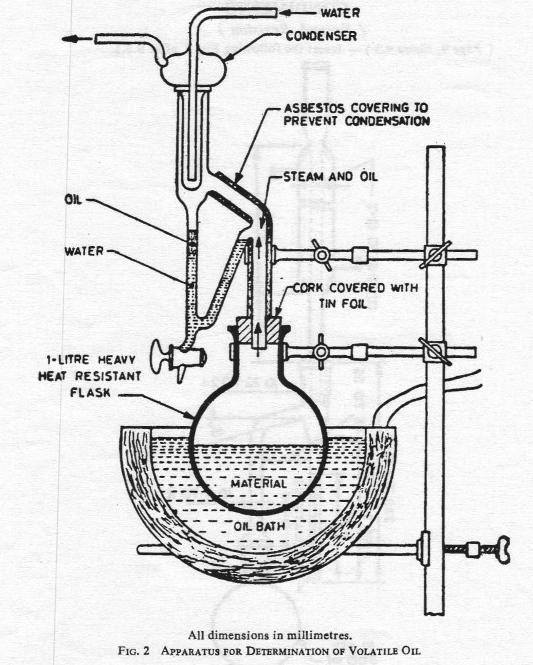 WATER
CONDENSER
ASBESTOS COVERING TO
PREVENT CONDENSATION
STEAM AND OIL
OIL
WATER
CORK COVERED WITH
TIN FOIL
1-LITRE HEAVY
HEAT RESISTANT
FLASK
MATERIAL
OIL BATH
All dimensions in millimetres.
FIG. 2 APPARATUS FOR DETERMINATION OF VOLATILE OIL